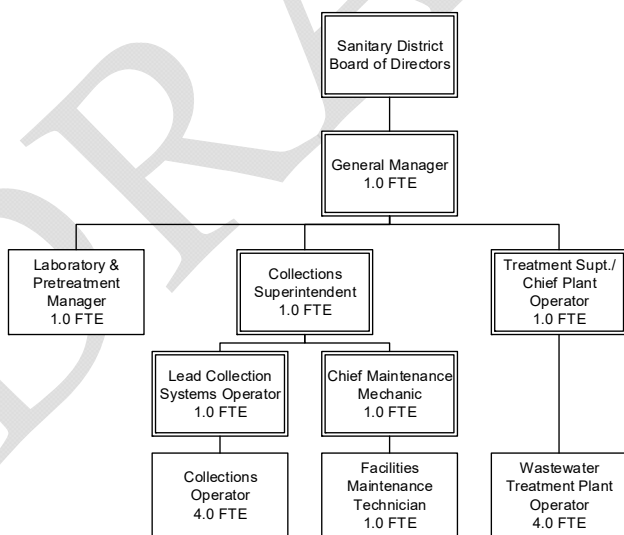 DRA
Sanitary District
Board of Directors
General Manager
1.0 FTE
Laboratory &
Pretreatment
Manager
1.0 FTE
Collections
Superintendent
1.0 FTE
Treatment Supt./
Chief Plant
Operator
1.0 FTE
Lead Collection
Systems Operator
1.0 FTE
Chief Maintenance
Mechanic
1.0 FTE
Collections
Operator
4.0 FTE
Facilities
Maintenance
Technician
1.0 FTE
Wastewater
Treatment Plant
Operator
4.0 FTE